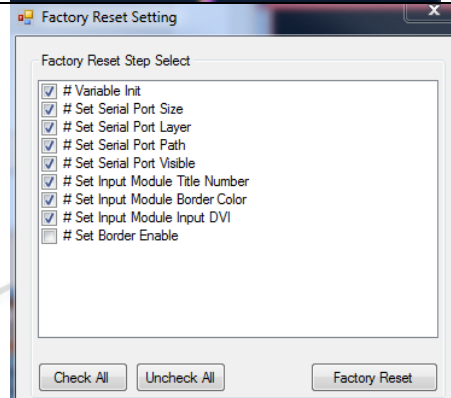 Factory Reset Setting
Factory Reset Step Select
# Variable Init
# Set Serial Port Size
# Set Serial Port Layer
# Set Serial Port Path
# Set Serial Port Visible
# Set Input Module Title Number
# Set Input Module Border Color
# Set Input Module Input DVI
# Set Border Enable
Check All Uncheck All Factory Reset